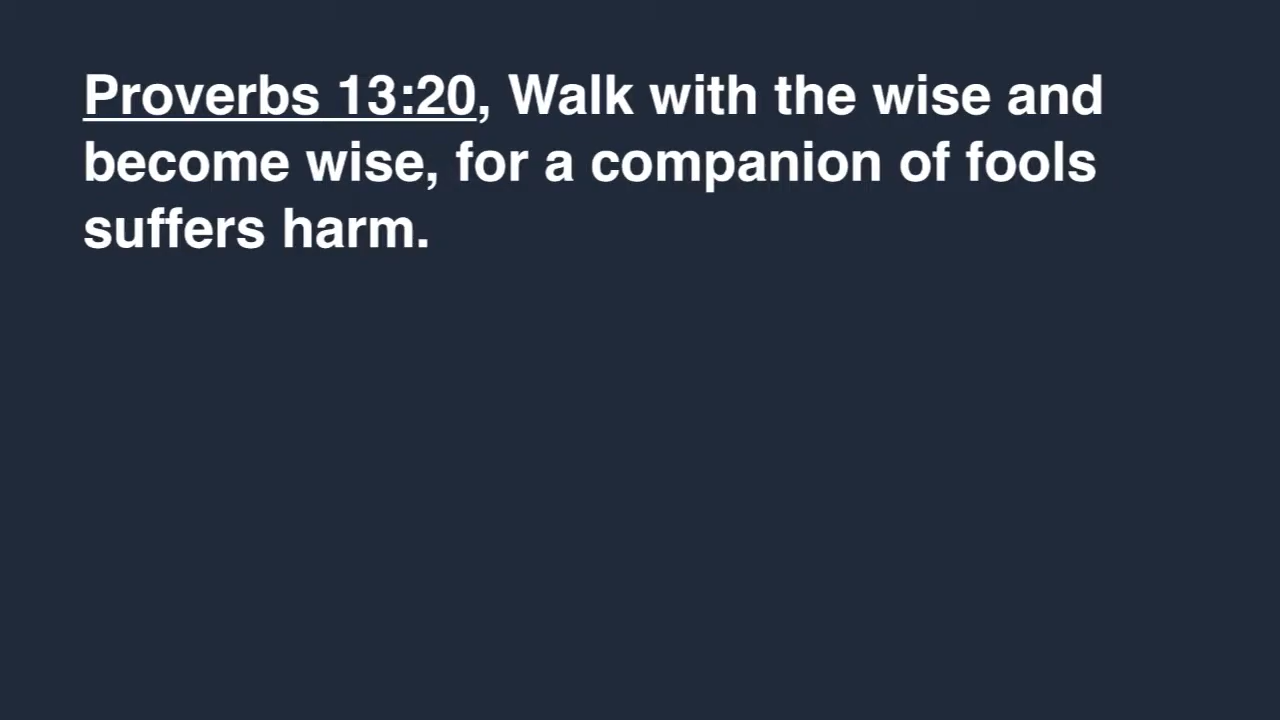 Proverbs 13:20, Walk with the wise and
become wise, for a companion of fools
suffers harm.